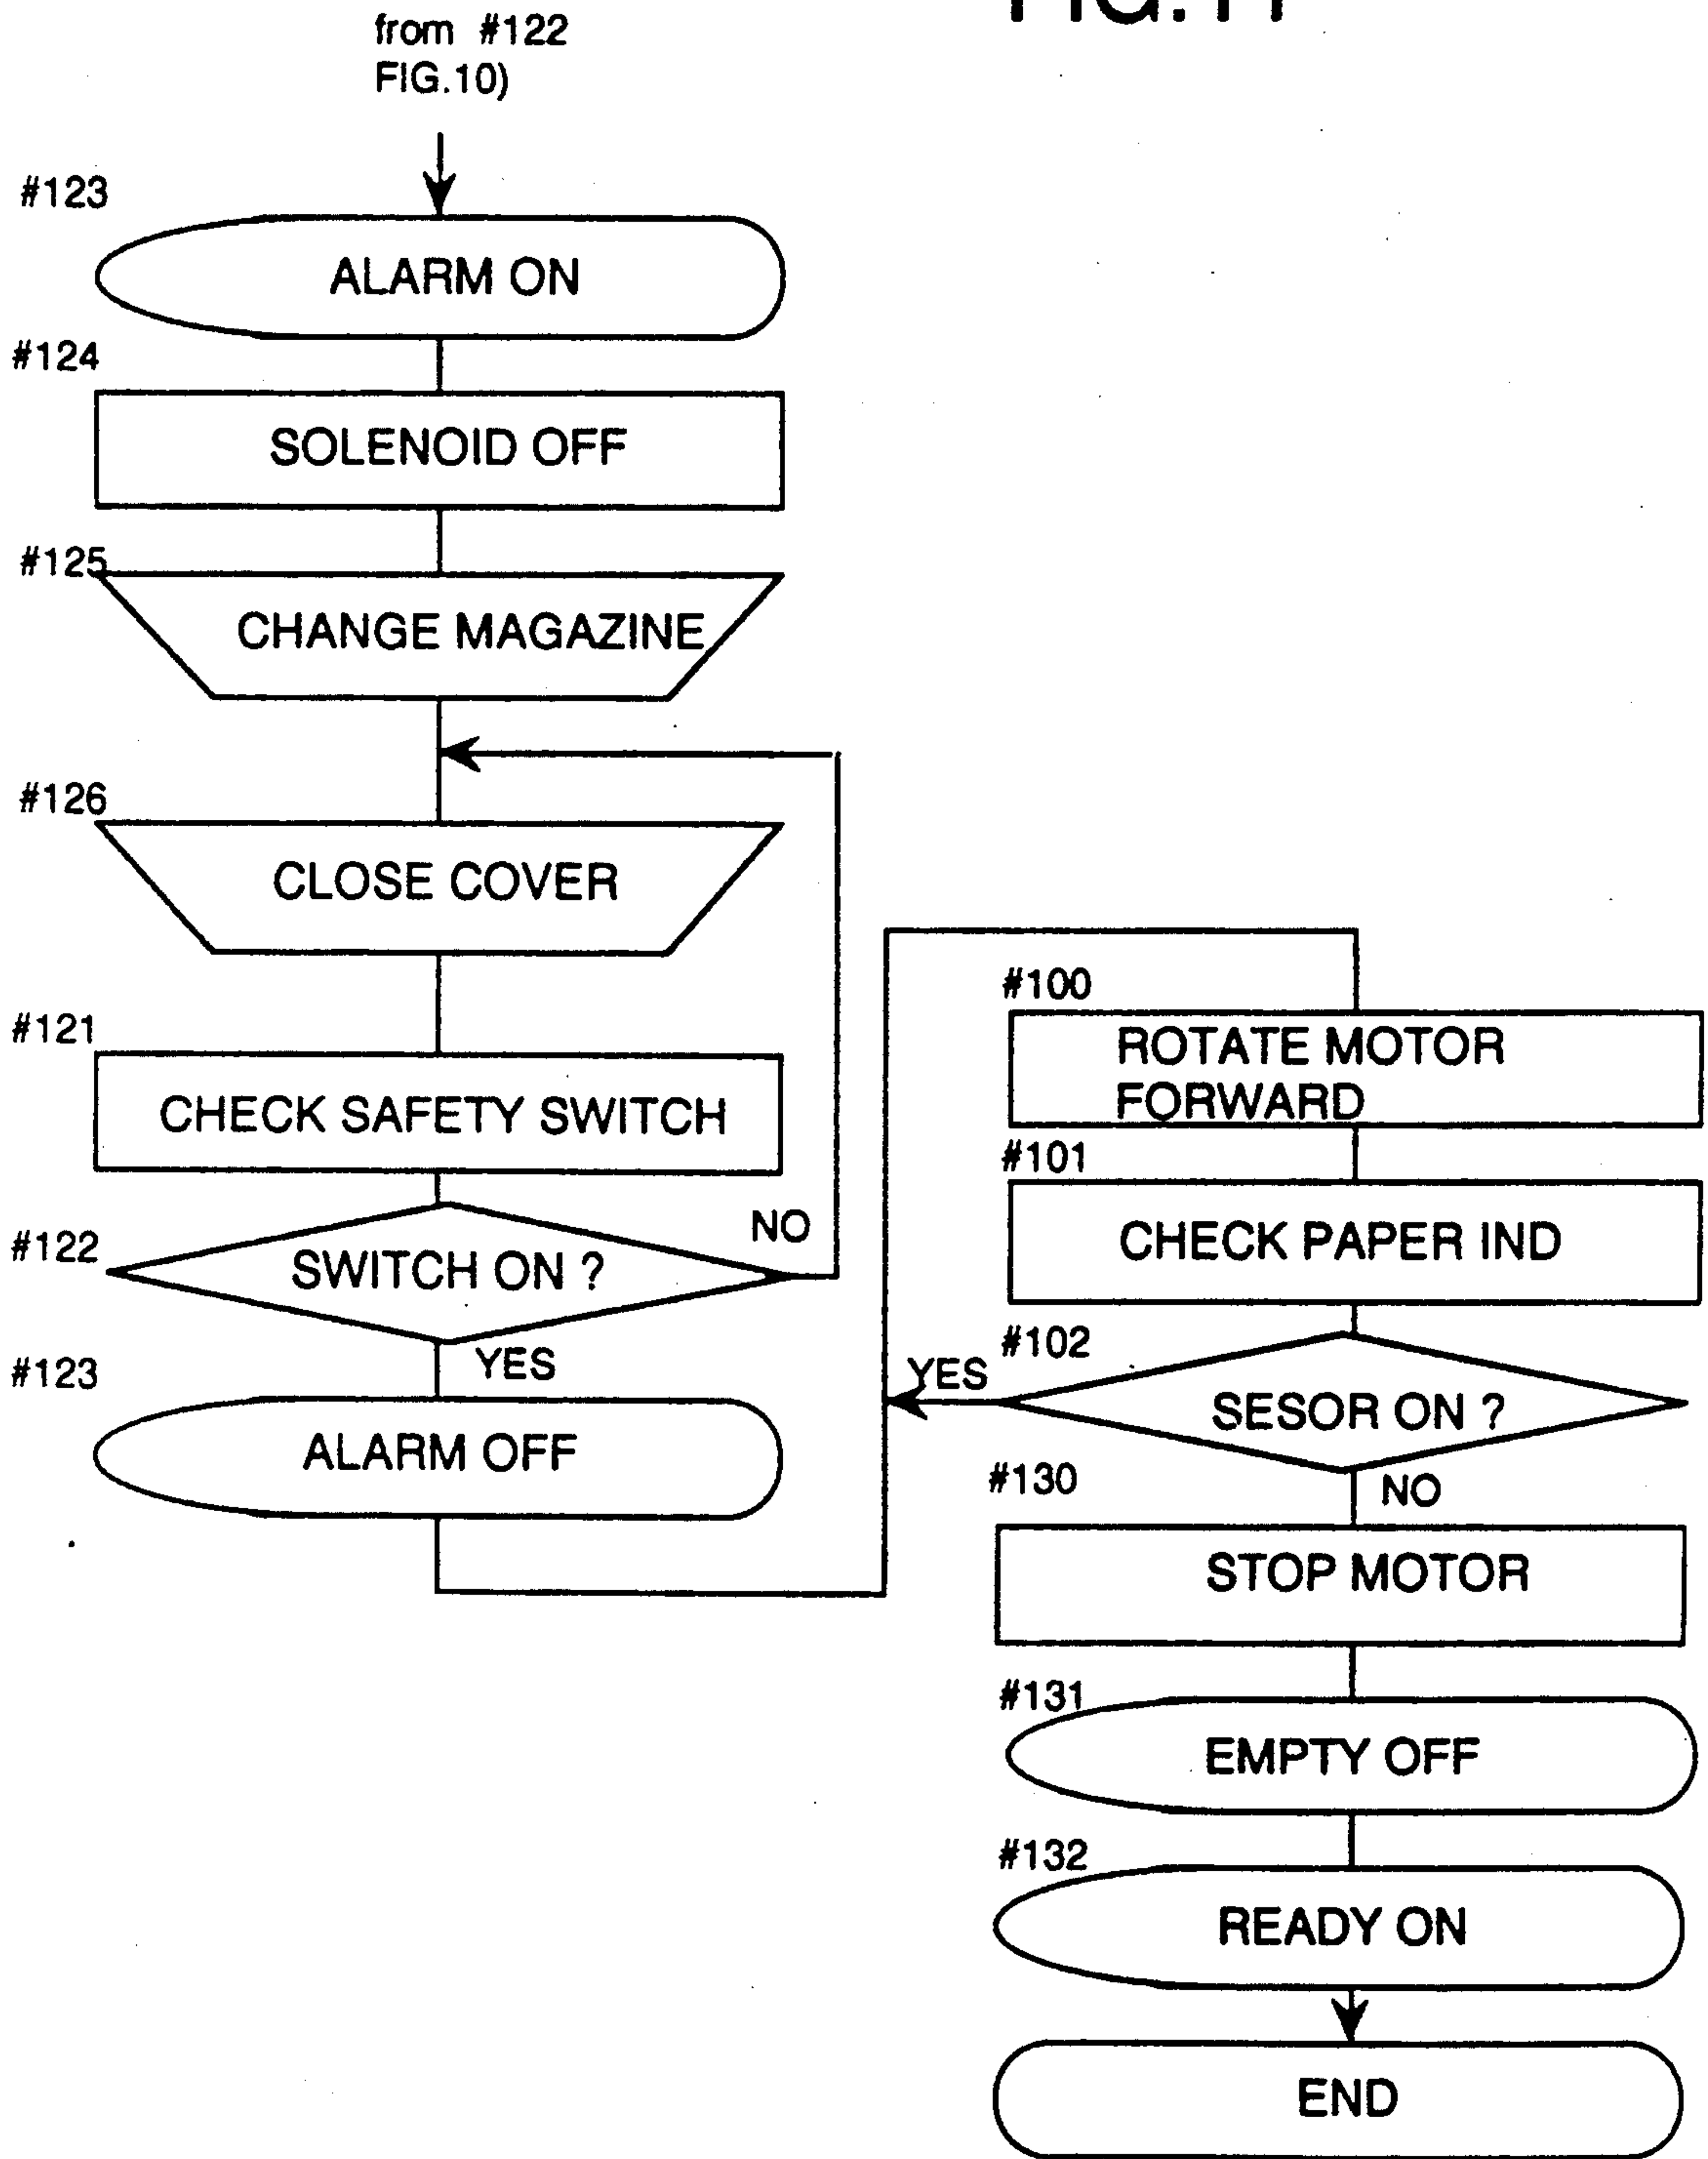 FIG.11
from #122
FIG.10)
#123
ALARM ON
#124
SOLENOID OFF
#125
CHANGE MAGAZINE
#126
CLOSE COVER
#121
CHECK SAFETY SWITCH
#122
SWITCH ON ?
NO
YES
#123
ALARM OFF
#100
ROTATE MOTOR
FORWARD
#101
CHECK PAPER IND
#102
SESOR ON ?
YES
NO
#130
STOP MOTOR
#131
EMPTY OFF
#132
READY ON
END